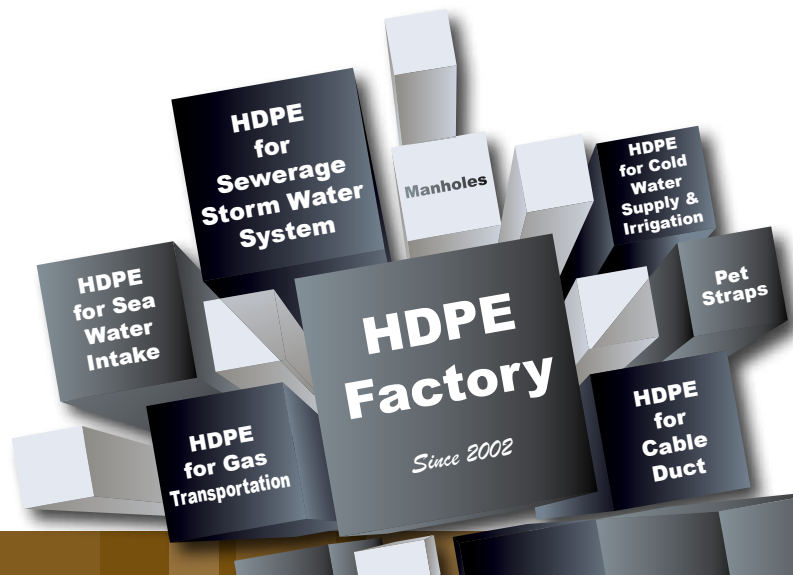 HDPE
for
Sewerage
Storm Water
System
Manholes
HDPE
for Cold
Water
Supply &
Irrigation
HDPE
for Sea
Water
Intake
Pet
Straps
HDPE
Factory
Since 2002
HDPE
for Gas
Transportation
HDPE
for
Cable
Duct